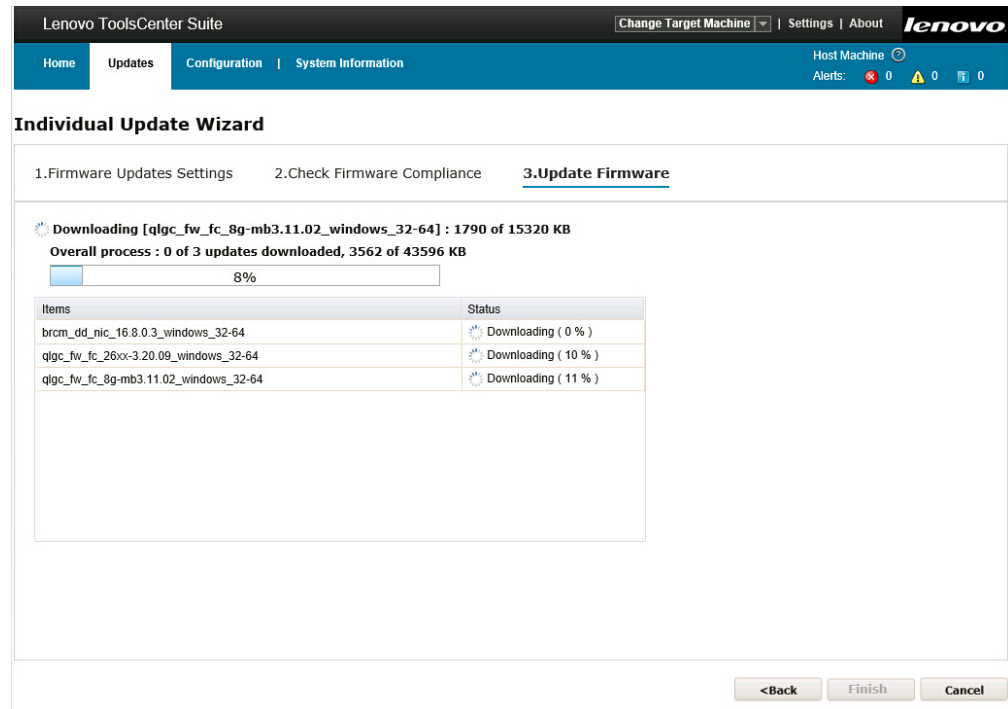 Lenovo ToolsCenter Suite
Change Target Machine | Settings | About
lenovo
Home Updates Configuration | System Information
Host Machine ?
Alerts: 0 0 0
Individual Update Wizard
1.Firmware Updates Settings 2.Check Firmware Compliance 3.Update Firmware
Downloading [qlgc_fw_fc_8g-mb3.11.02_windows_32-64] : 1790 of 15320 KB
Overall process : 0 of 3 updates downloaded, 3562 of 43596 KB
8%
Items Status
brcm_dd_nic_16.8.0.3_windows_32-64 Downloading ( 0 % )
qlgc_fw_fc_26xx-3.20.09_windows_32-64 Downloading ( 10 % )
qlgc_fw_fc_8g-mb3.11.02_windows_32-64 Downloading ( 11 % )
<Back Finish Cancel